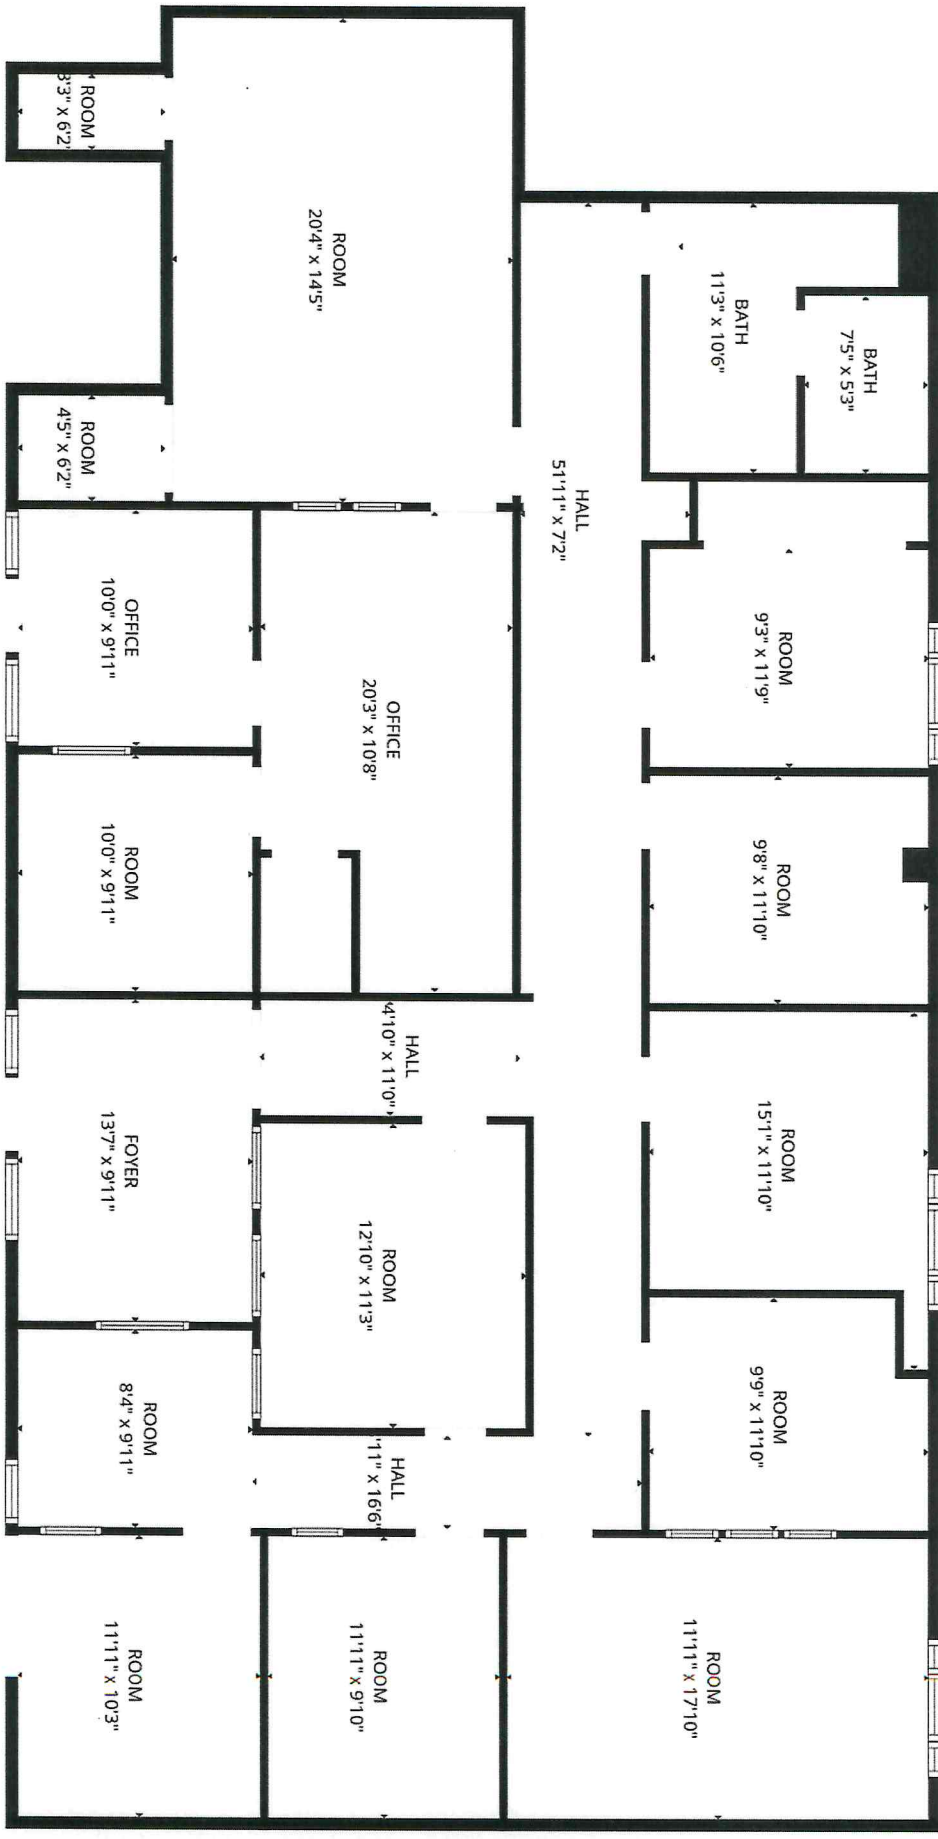 BATH
7'5" x 5'3"
BATH
11'3" x 10'6"
ROOM
9'3" x 11'9"
ROOM
9'8" x 11'10"
ROOM
15'1" x 11'10"
ROOM
9'9" x 11'10"
ROOM
11'11" x 17'10"
HALL
51'11" x 7'2"
ROOM
20'4" x 14'5"
OFFICE
20'3" x 10'8"
HALL
4'10" x 11'0"
ROOM
12'10" x 11'3"
HALL
'11" x 16'6"
ROOM
11'11" x 9'10"
ROOM
3'3" x 6'2"
ROOM
4'5" x 6'2"
OFFICE
10'0" x 9'11"
ROOM
10'0" x 9'11"
FOYER
13'7" x 9'11"
ROOM
8'4" x 9'11"
ROOM
11'11" x 10'3"